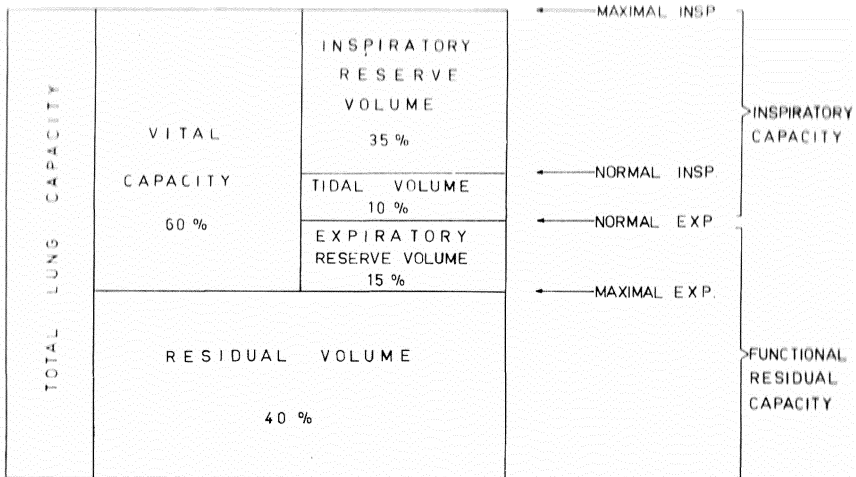 TOTAL LUNG CAPACITY
VITAL
CAPACITY
60 %
INSPIRATORY
RESERVE
VOLUME
35 %
TIDAL VOLUME
10 %
EXPIRATORY
RESERVE VOLUME
15 %
RESIDUAL VOLUME
40 %
MAXIMAL INSP
NORMAL INSP.
NORMAL EXP
MAXIMAL EXP.
INSPIRATORY
CAPACITY
FUNCTIONAL
RESIDUAL
CAPACITY